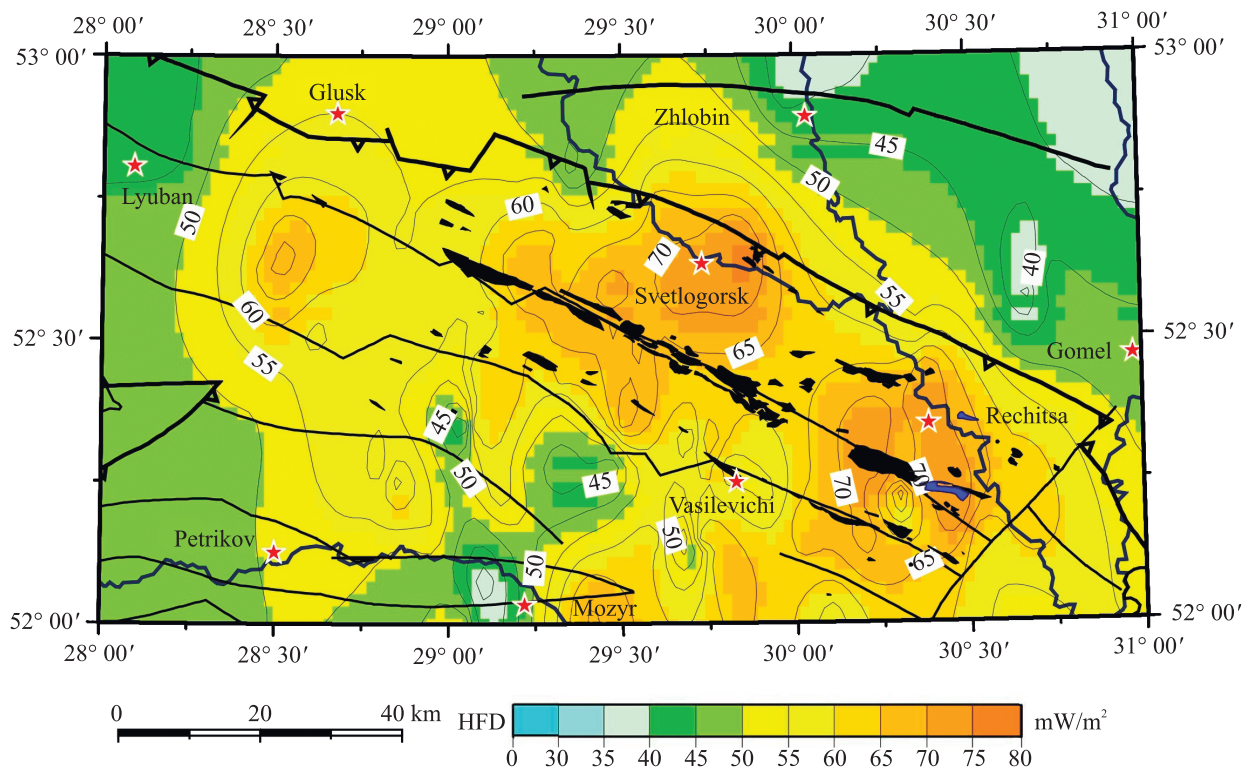 28° 00′ 28° 30′ 29° 00′ 29° 30′ 30° 00′ 30° 30′ 31° 00′
53° 00′ 53° 00′
Glusk
Zhlobin
45
50
Lyuban
50
60
70
40
Svetlogorsk
55
60
52° 30′ 52° 30′
65
Gomel
55
Rechitsa
45
50
45
70
70
Vasilevichi
50
Petrikov
50
65
Mozyr
52° 00′ 52° 00′
28° 00′ 28° 30′ 29° 00′ 29° 30′ 30° 00′ 30° 30′ 31° 00′
0 20 40 km
HFD mW/m²
0 30 35 40 45 50 55 60 65 70 75 80